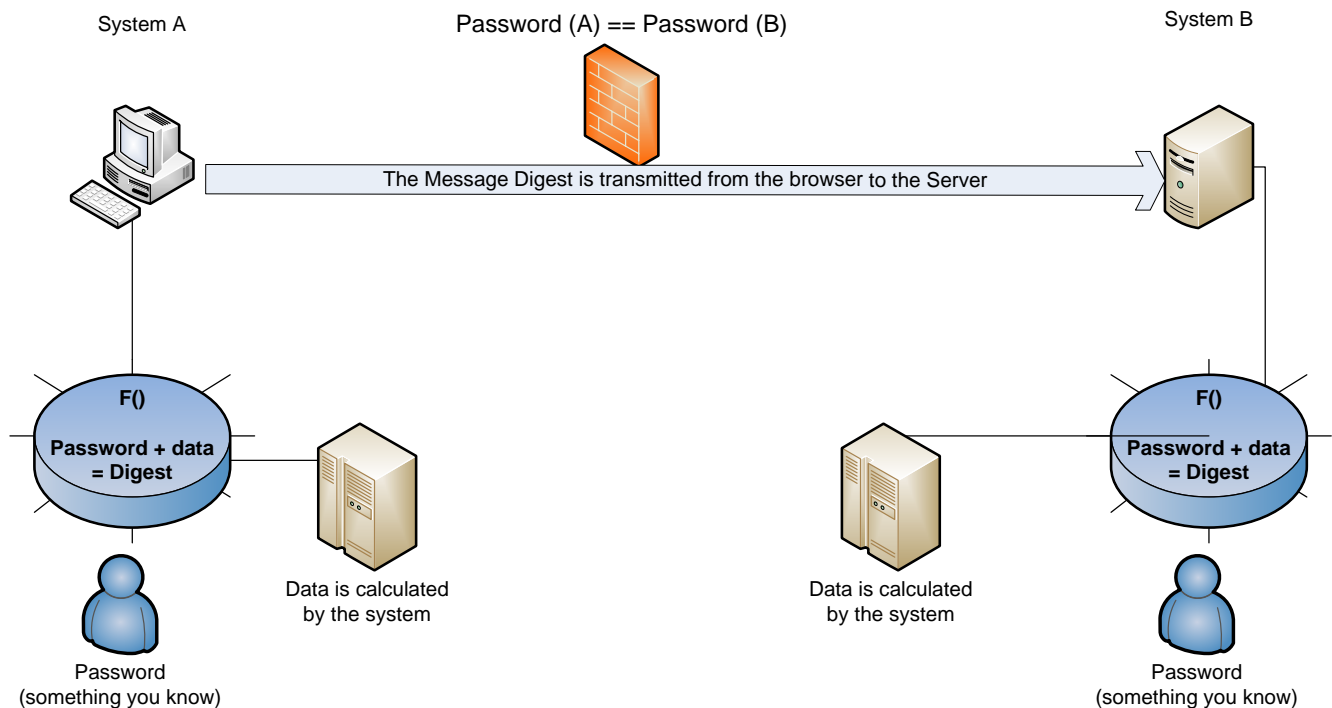 System A
Password (A) == Password (B)
System B
The Message Digest is transmitted from the browser to the Server
F()
Password + data
= Digest
F()
Password + data
= Digest
Data is calculated
by the system
Data is calculated
by the system
Password
(something you know)
Password
(something you know)